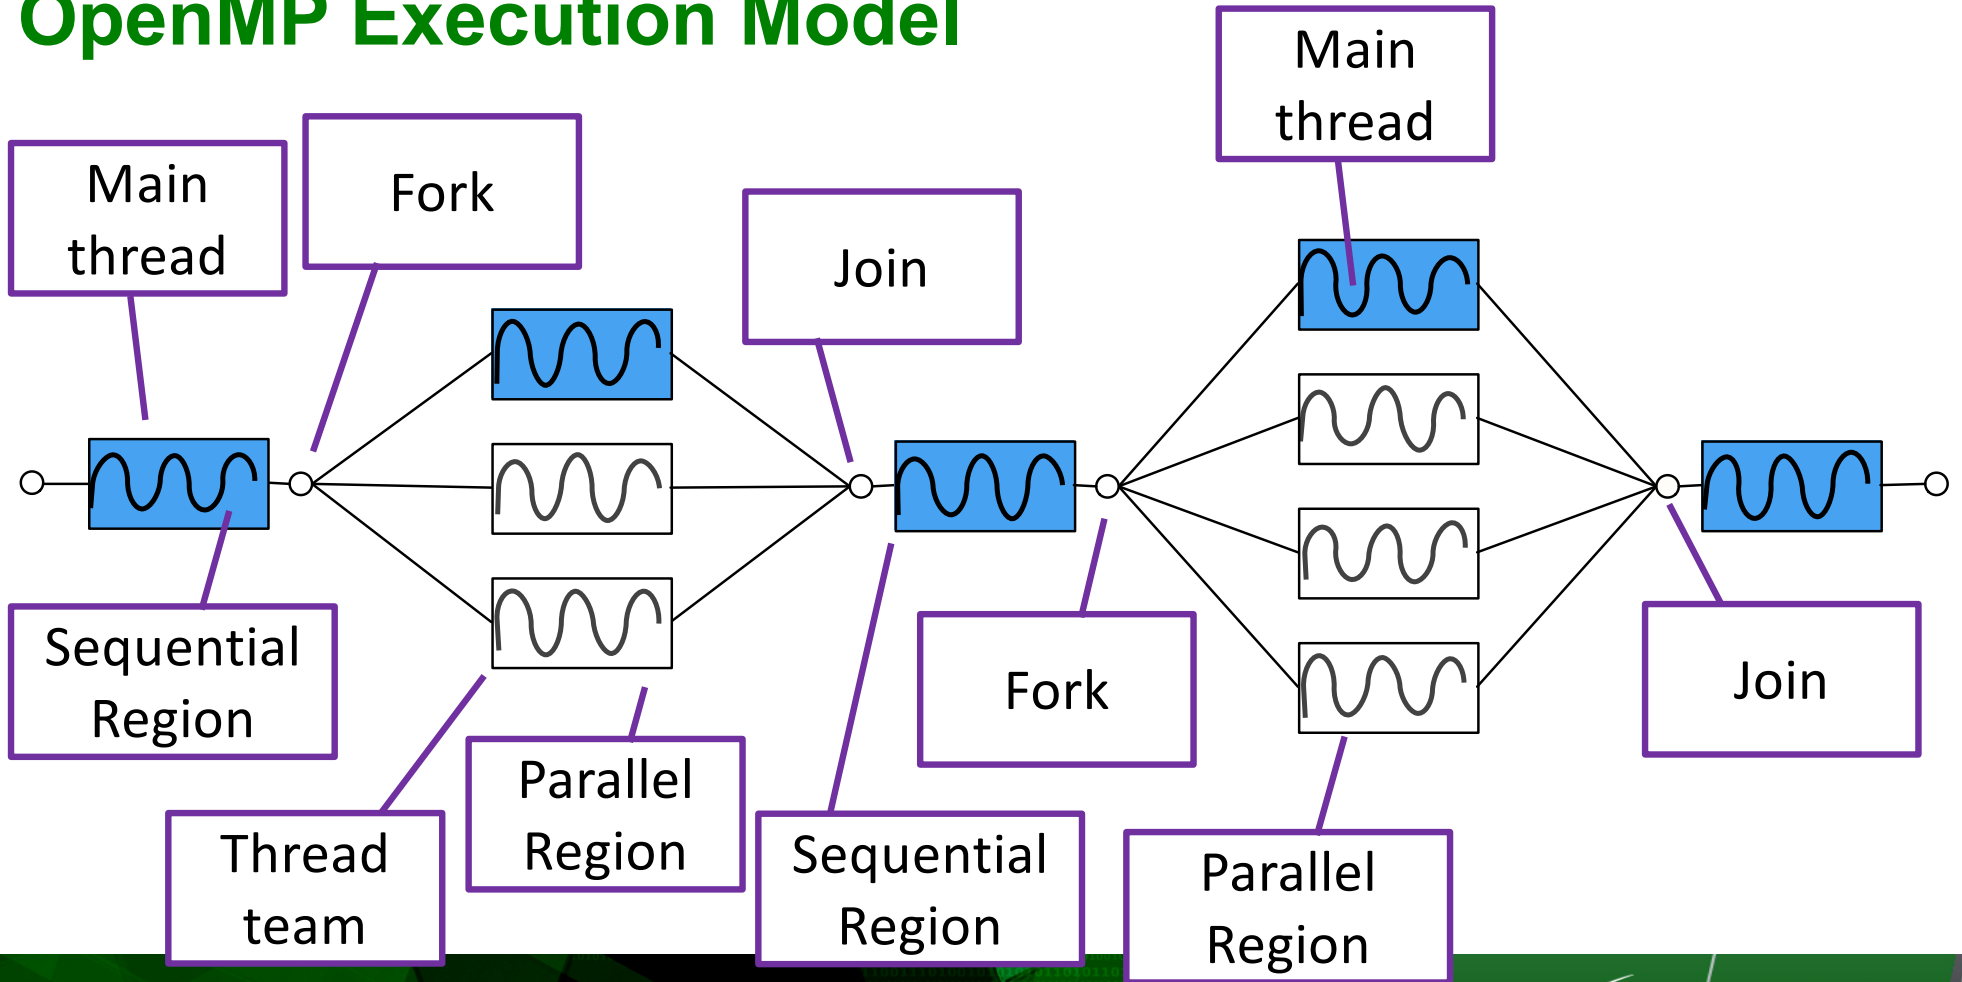 OpenMP Execution Model
Main
thread
Fork
Main
thread
Join
Sequential
Region
Thread
team
Parallel
Region
Sequential
Region
Fork
Parallel
Region
Join